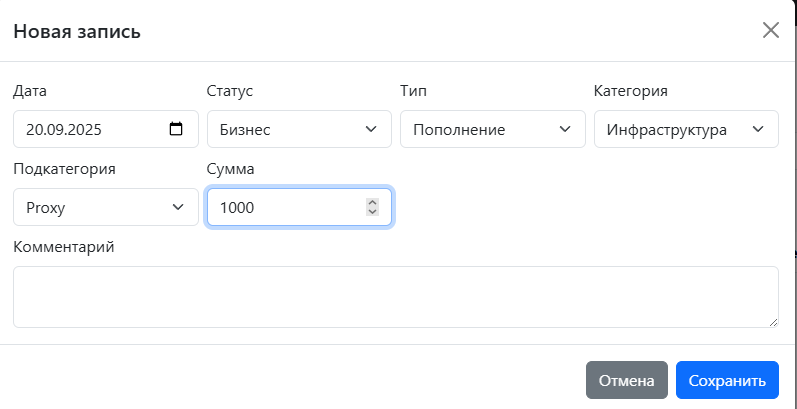 Новая запись
Дата Статус Тип Категория
20.09.2025 Бизнес Пополнение Инфраструктура
Подкатегория Сумма
Proxy 1000
Комментарий
Отмена Сохранить